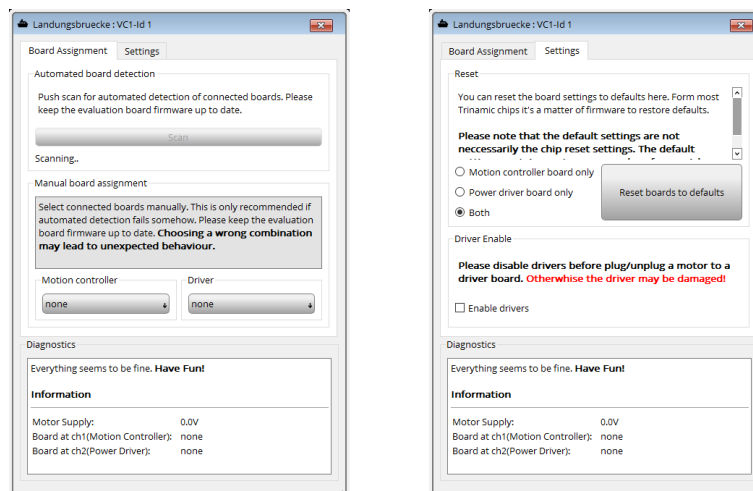 Landungsbruecke : VC1-Id 1
Board Assignment Settings
Automated board detection
Push scan for automated detection of connected boards. Please
keep the evaluation board firmware up to date.
Scan
Scanning..
Manual board assignment
Select connected boards manually. This is only recommended if
automated detection fails somehow. Please keep the evaluation
board firmware up to date. Choosing a wrong combination
may lead to unexpected behaviour.
Motion controller Driver
none none
Diagnostics
Everything seems to be fine. Have Fun!
Information
Motor Supply: 0.0V
Board at ch1(Motion Controller): none
Board at ch2(Power Driver): none
Landungsbruecke : VC1-Id 1
Board Assignment Settings
Reset
You can reset the board settings to defaults here. Form most
Trinamic chips it's a matter of firmware to restore defaults.
Please note that the default settings are not
neccessarily the chip reset settings. The default
Motion controller board only
Power driver board only
Both
Reset boards to defaults
Driver Enable
Please disable drivers before plug/unplug a motor to a
driver board. Otherwhise the driver may be damaged!
Enable drivers
Diagnostics
Everything seems to be fine. Have Fun!
Information
Motor Supply: 0.0V
Board at ch1(Motion Controller): none
Board at ch2(Power Driver): none